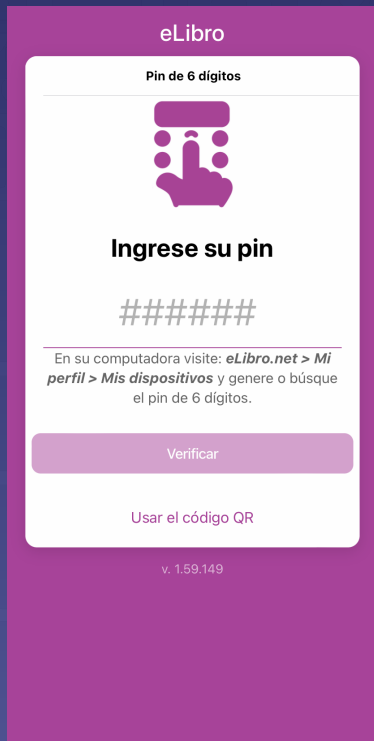 eLibro
Pin de 6 dígitos
Ingrese su pin
######
En su computadora visite: eLibro.net > Mi
perfil > Mis dispositivos y genere o búsque
el pin de 6 dígitos.
Verificar
Usar el código QR
v. 1.59.149